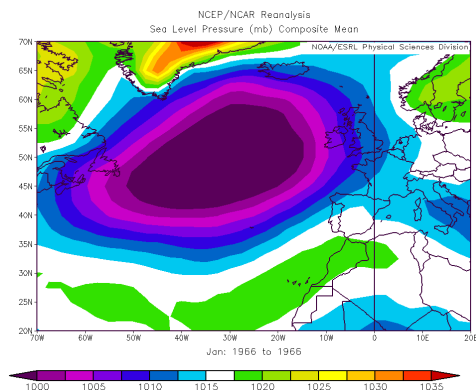 NCEP/NCAR Reanalysis
Sea Level Pressure (mb) Composite Mean
NOAA/ESRL Physical Sciences Division
70N
65N
60N
55N
50N
45N
40N
35N
30N
25N
20N
70W 60W 50W 40W 30W 20W 10W 0 10E 20E
Jan: 1966 to 1966
1000 1005 1010 1015 1020 1025 1030 1035